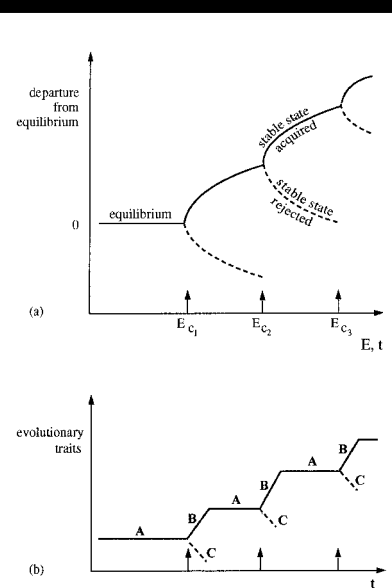 departure
from
equilibrium
stable state
acquired
stable state
rejected
equilibrium
0
(a)
E c1
E c2
E c3
E, t
evolutionary
traits
A
B
C
A
B
C
A
B
C
(b)
t